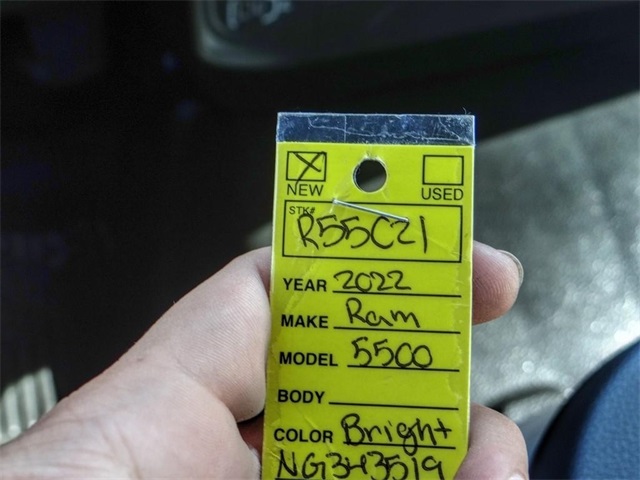 NEW
USED
STK#
R55C21
YEAR 2022
MAKE Ram
MODEL 5500
BODY
COLOR Bright
NG343519